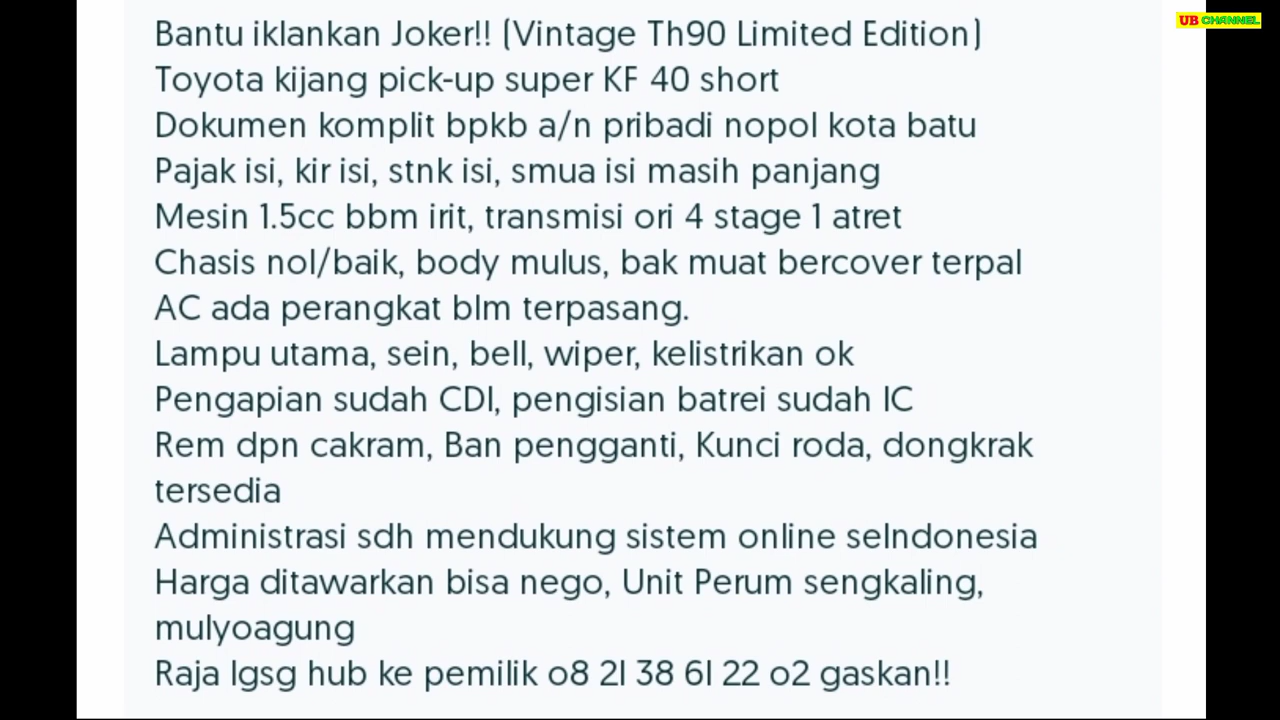 UB CHANNEL
Bantu iklankan Joker!! (Vintage Th90 Limited Edition)
Toyota kijang pick-up super KF 40 short
Dokumen komplit bpkb a/n pribadi nopol kota batu
Pajak isi, kir isi, stnk isi, smua isi masih panjang
Mesin 1.5cc bbm irit, transmisi ori 4 stage 1 atret
Chasis nol/baik, body mulus, bak muat bercover terpal
AC ada perangkat blm terpasang.
Lampu utama, sein, bell, wiper, kelistrikan ok
Pengapian sudah CDI, pengisian batrei sudah IC
Rem dpn cakram, Ban pengganti, Kunci roda, dongkrak
tersedia
Administrasi sdh mendukung sistem online seIndonesia
Harga ditawarkan bisa nego, Unit Perum sengkaling,
mulyoagung
Raja lgsg hub ke pemilik o8 2l 38 6l 22 o2 gaskan!!